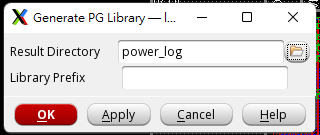 Generate PG Library — l...
Result Directory power_log
Library Prefix
OK Apply Cancel Help